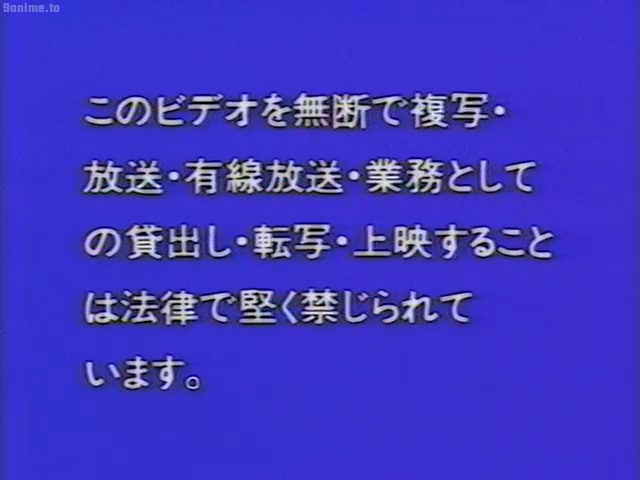 9anime.to
このビデオを無断で複写・
放送・有線放送・業務として
の貸出し・転写・上映すること
は法律で堅く禁じられて
います。